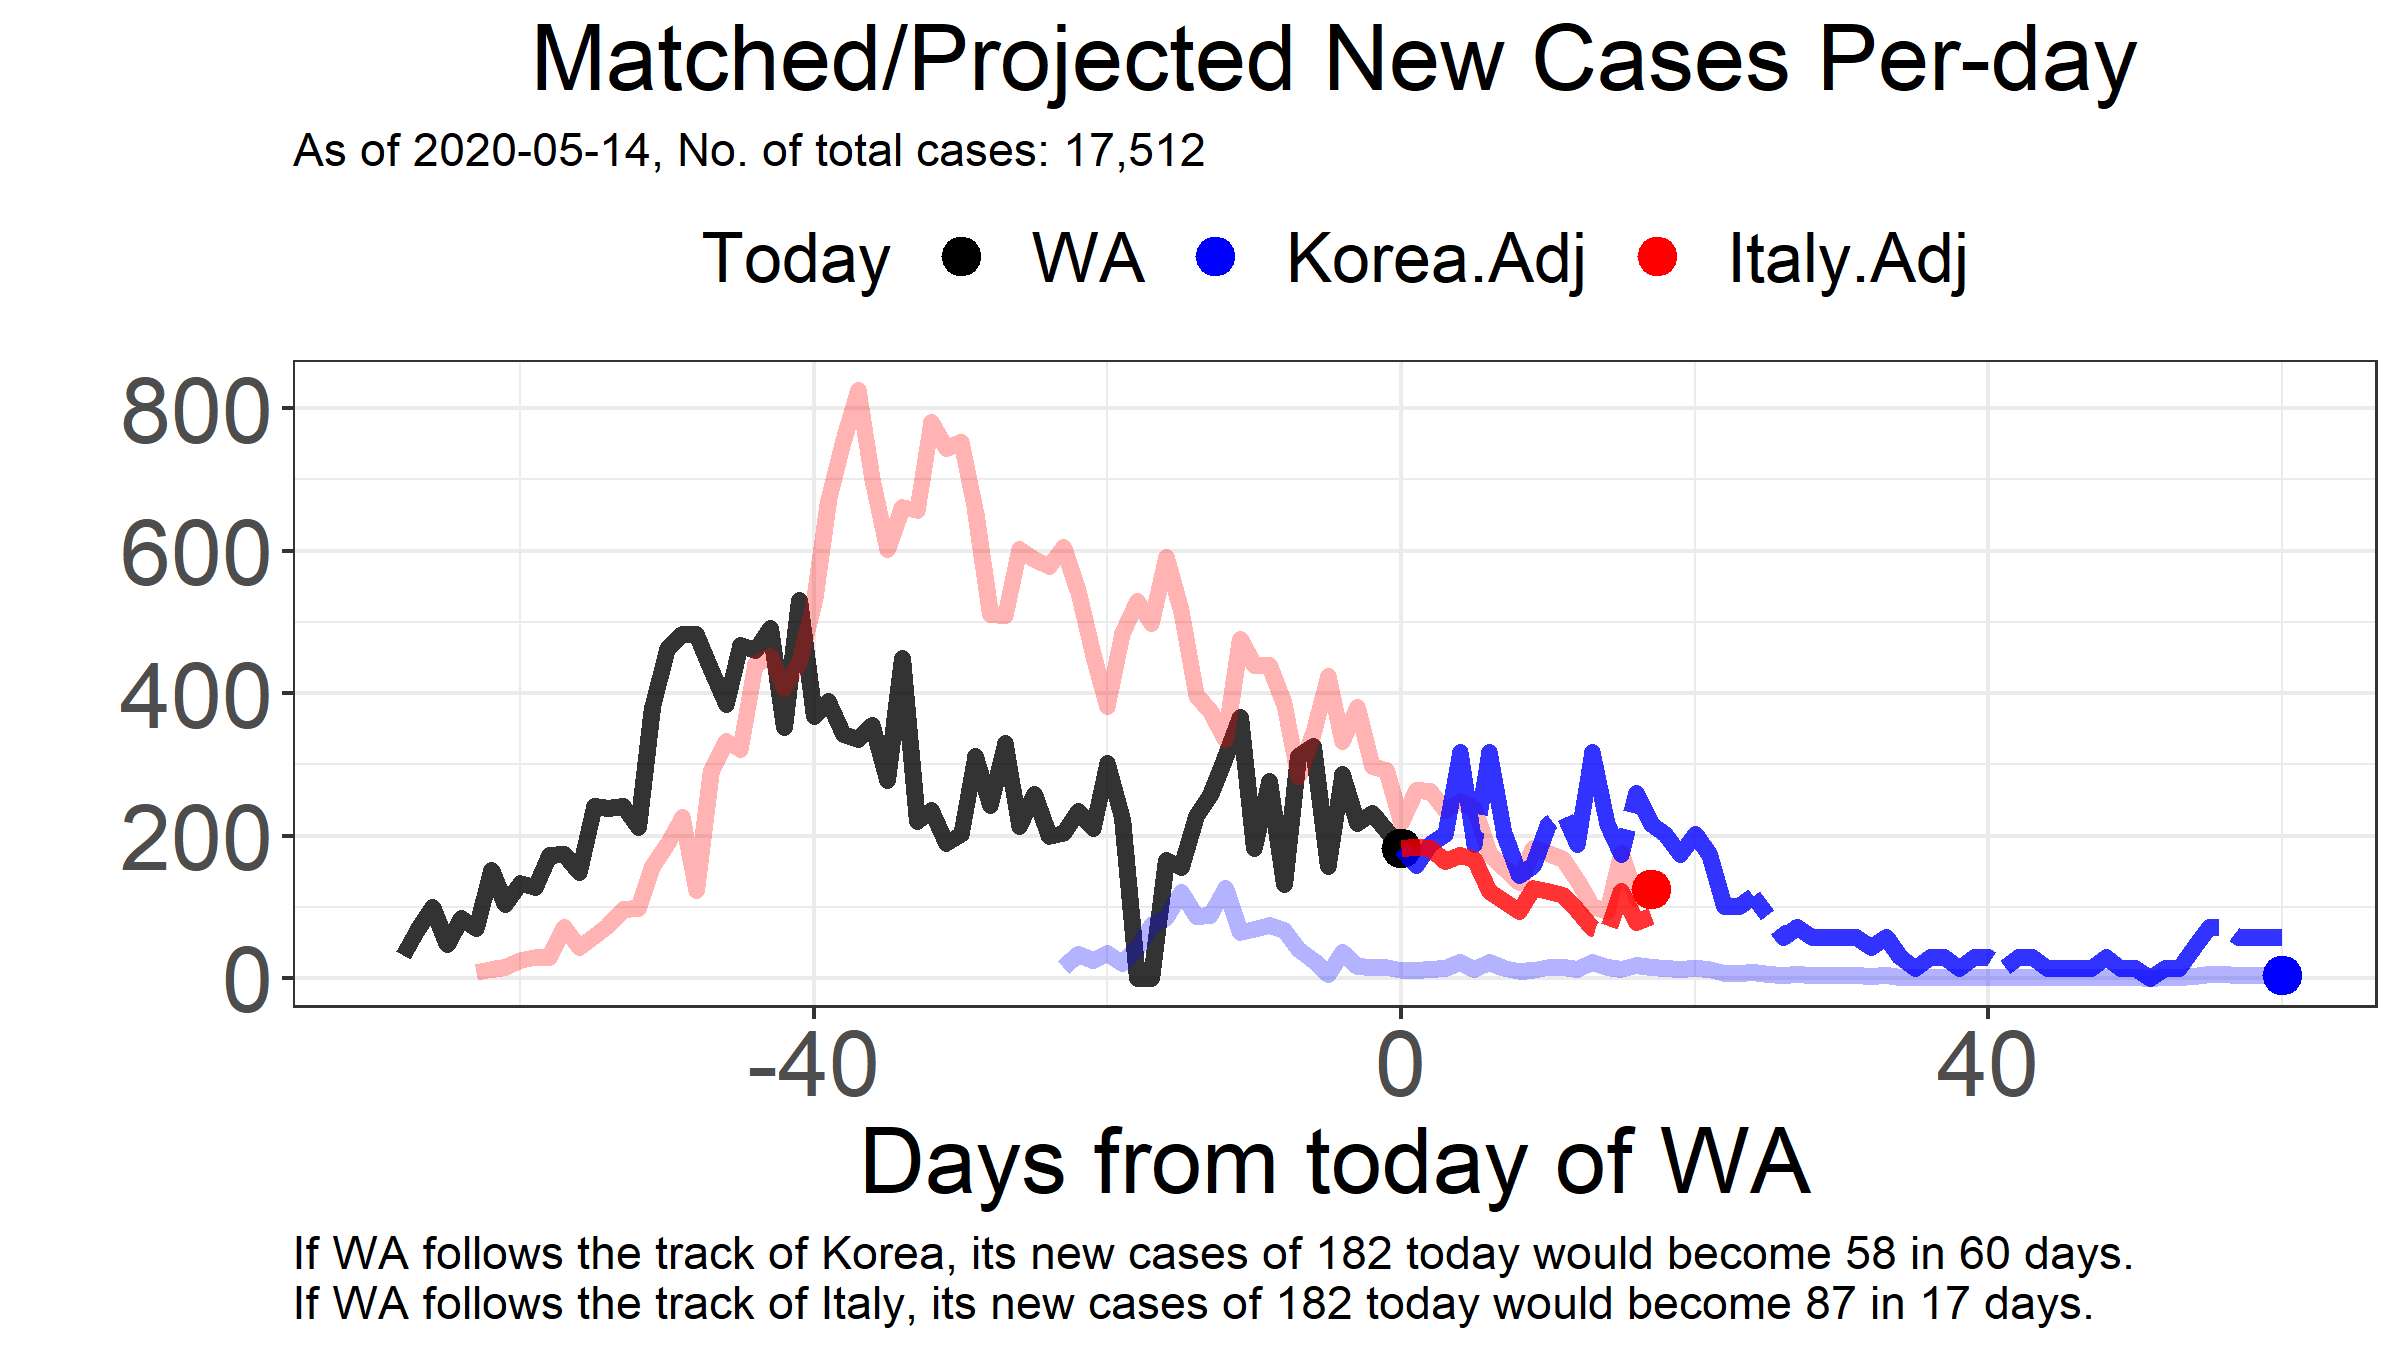 Matched/Projected New Cases Per-day
As of 2020-05-14, No. of total cases: 17,512
Today WA Korea.Adj Italy.Adj
800
600
400
200
0
-40 0 40
Days from today of WA
If WA follows the track of Korea, its new cases of 182 today would become 58 in 60 days.
If WA follows the track of Italy, its new cases of 182 today would become 87 in 17 days.